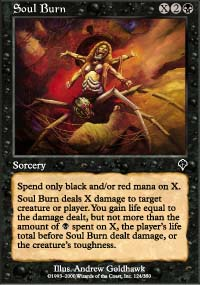 Soul Burn X2
Sorcery
Spend only black and/or red mana on X.
Soul Burn deals X damage to target
creature or player. You gain life equal to
the damage dealt, but not more than the
amount of spent on X, the player's life
total before Soul Burn dealt damage, or
the creature's toughness.
Illus. Andrew Goldhawk
©1993-2000 Wizards of the Coast 124/350